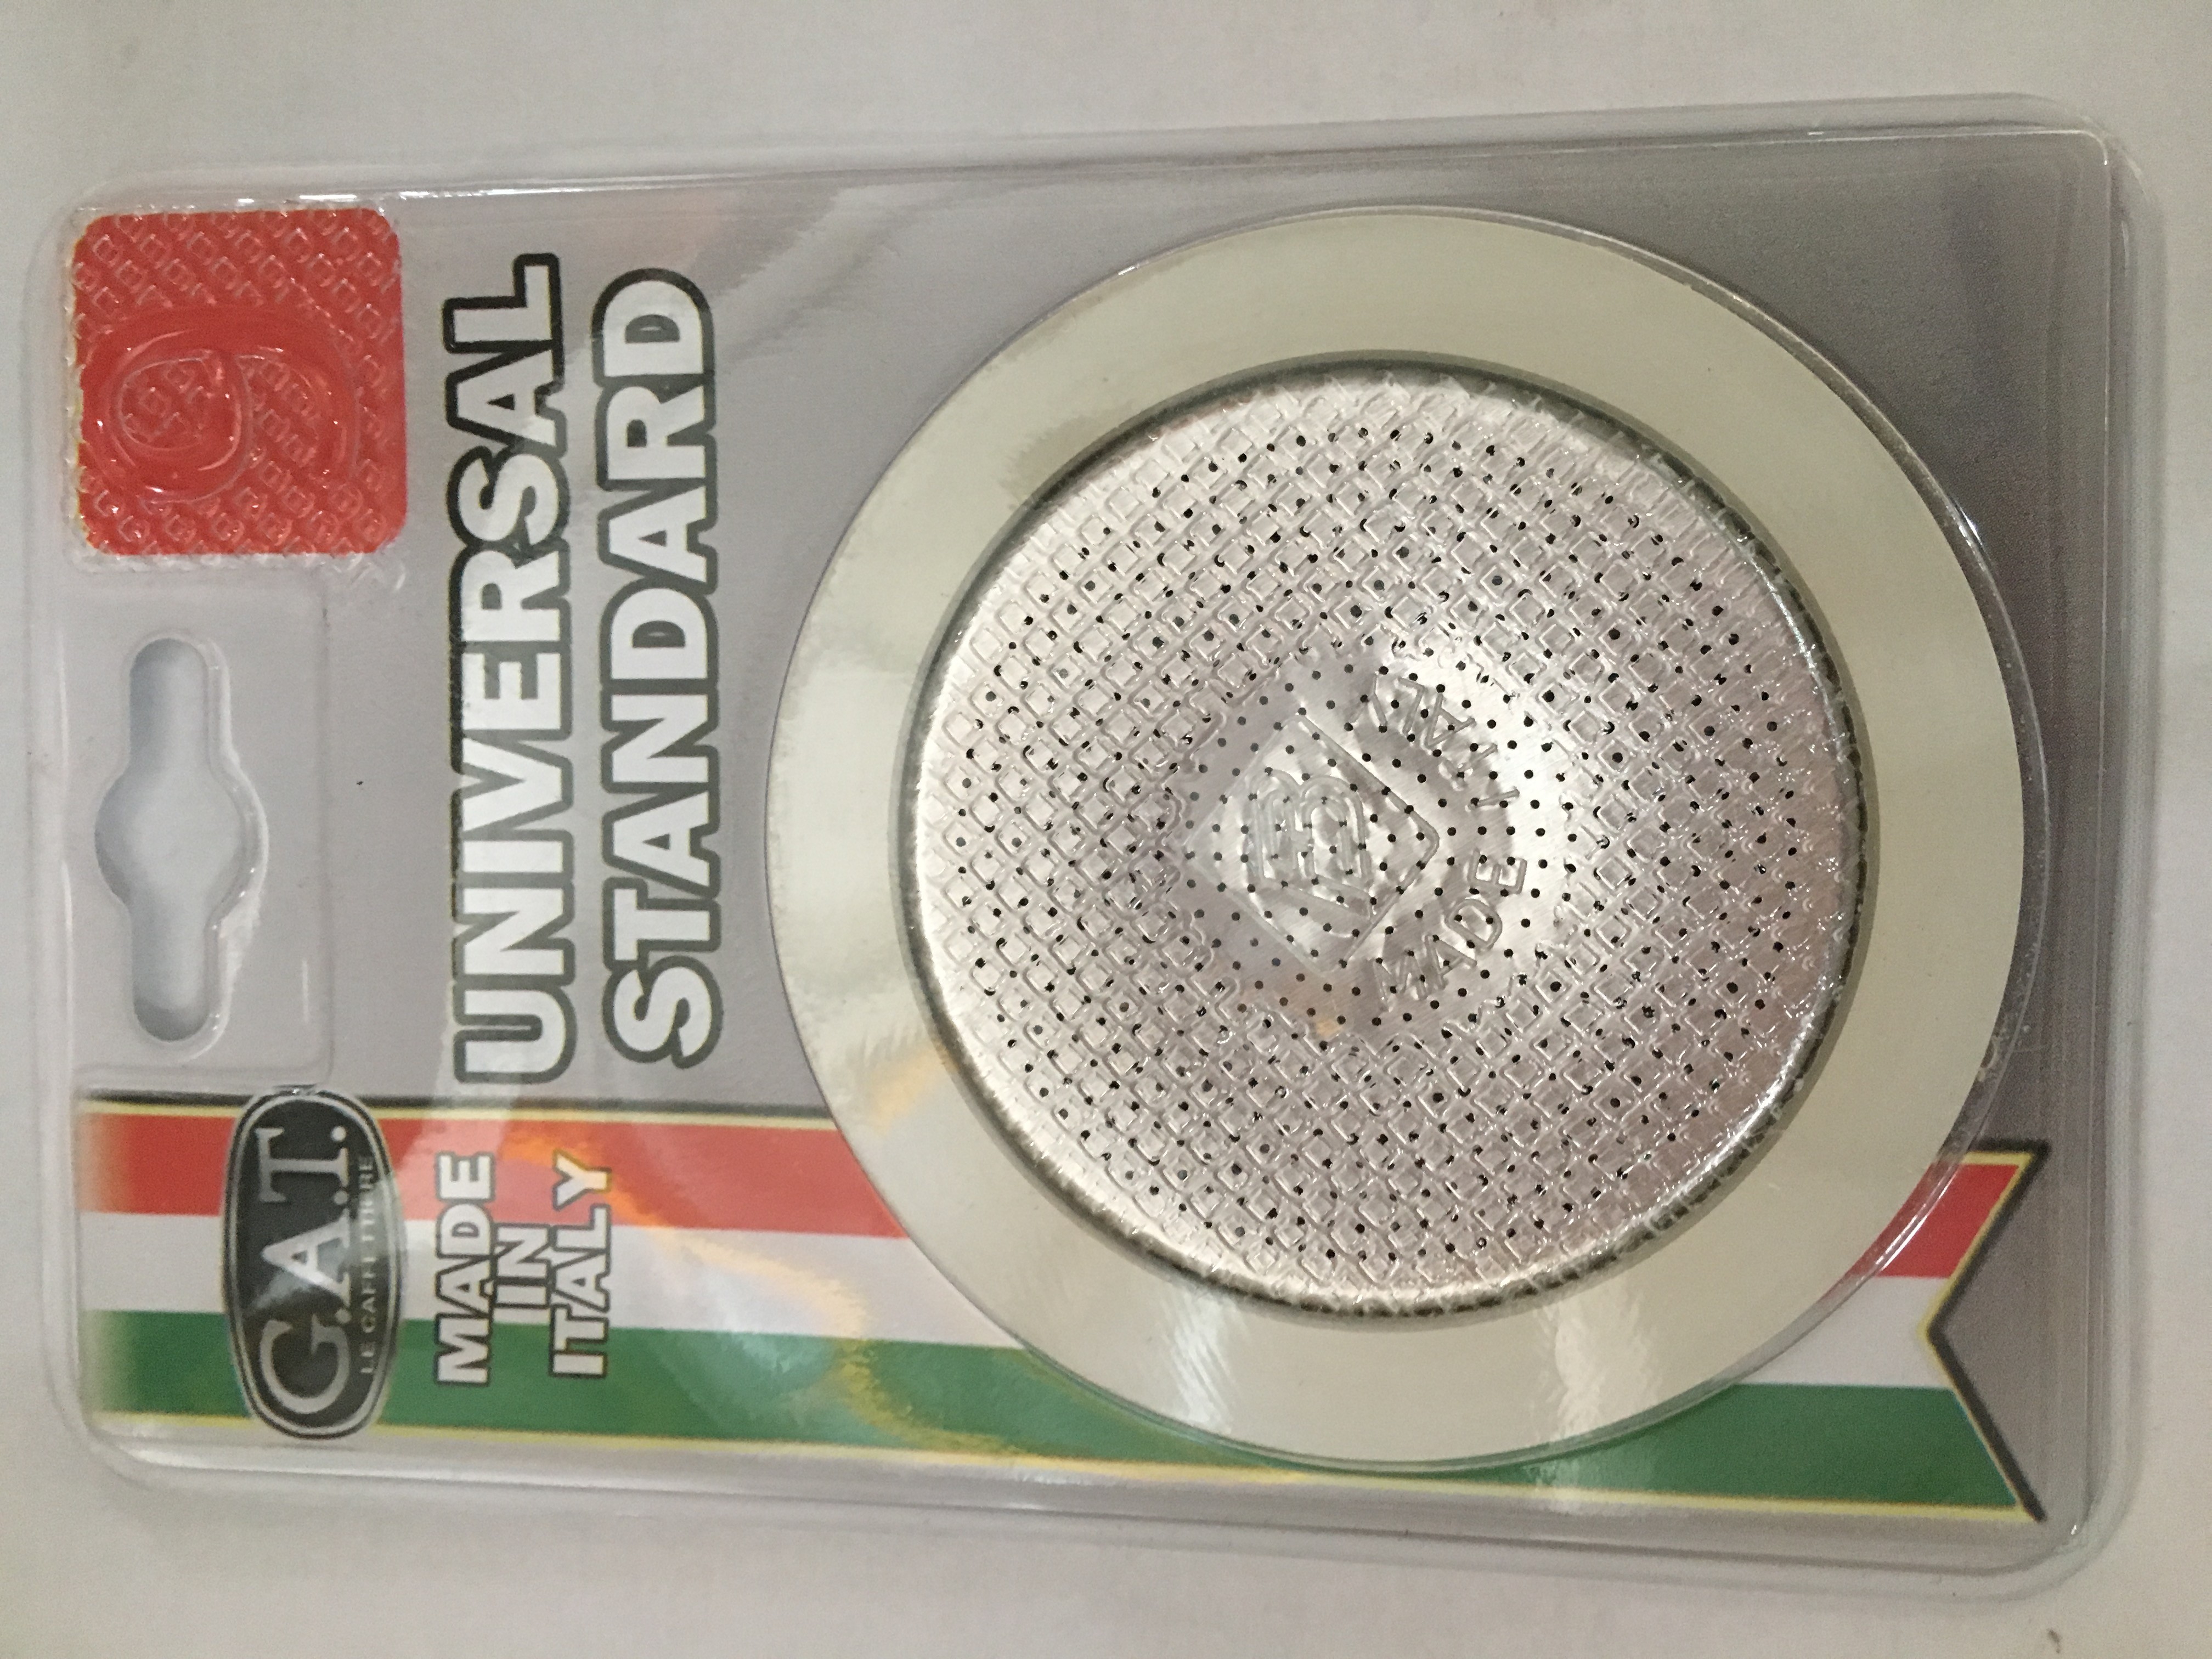 UNIVERSAL
STANDARD
G.A.T.
LE CAFFETTIERE
MADE
IN
ITALY
MADE IN ITALY